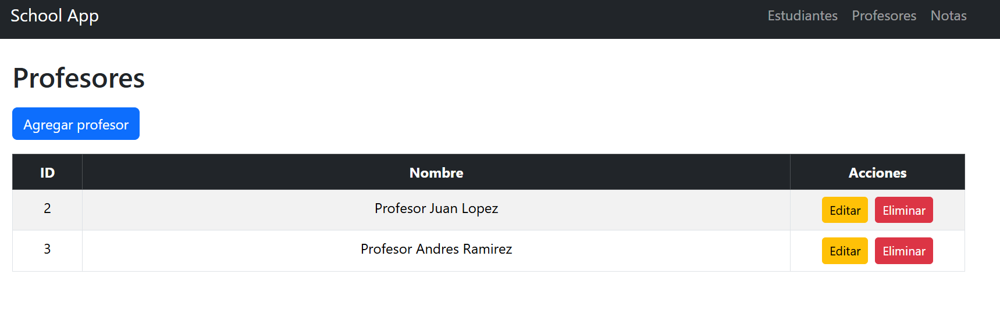 School App Estudiantes Profesores Notas
Profesores
Agregar profesor
ID Nombre Acciones
2 Profesor Juan Lopez Editar Eliminar
3 Profesor Andres Ramirez Editar Eliminar